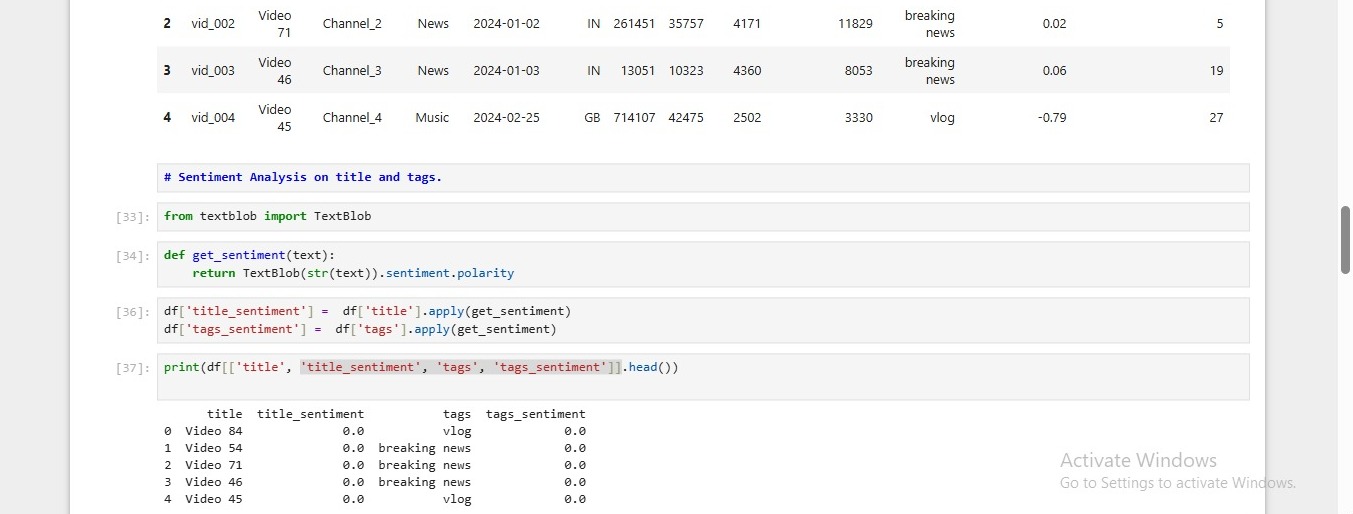 2 vid_002 Video 71 Channel_2 News 2024-01-02 IN 261451 35757 4171 11829 breaking news 0.02 5
3 vid_003 Video 46 Channel_3 News 2024-01-03 IN 13051 10323 4360 8053 breaking news 0.06 19
4 vid_004 Video 45 Channel_4 Music 2024-02-25 GB 714107 42475 2502 3330 vlog -0.79 27
# Sentiment Analysis on title and tags.
[33]: from textblob import TextBlob
[34]: def get_sentiment(text):
return TextBlob(str(text)).sentiment.polarity
[36]: df['title_sentiment'] =  df['title'].apply(get_sentiment)
df['tags_sentiment'] =  df['tags'].apply(get_sentiment)
[37]: print(df[['title', 'title_sentiment', 'tags', 'tags_sentiment']].head())
title title_sentiment tags tags_sentiment
0 Video 84 0.0 vlog 0.0
1 Video 54 0.0 breaking news 0.0
2 Video 71 0.0 breaking news 0.0
3 Video 46 0.0 breaking news 0.0
4 Video 45 0.0 vlog 0.0
Activate Windows
Go to Settings to activate Windows.